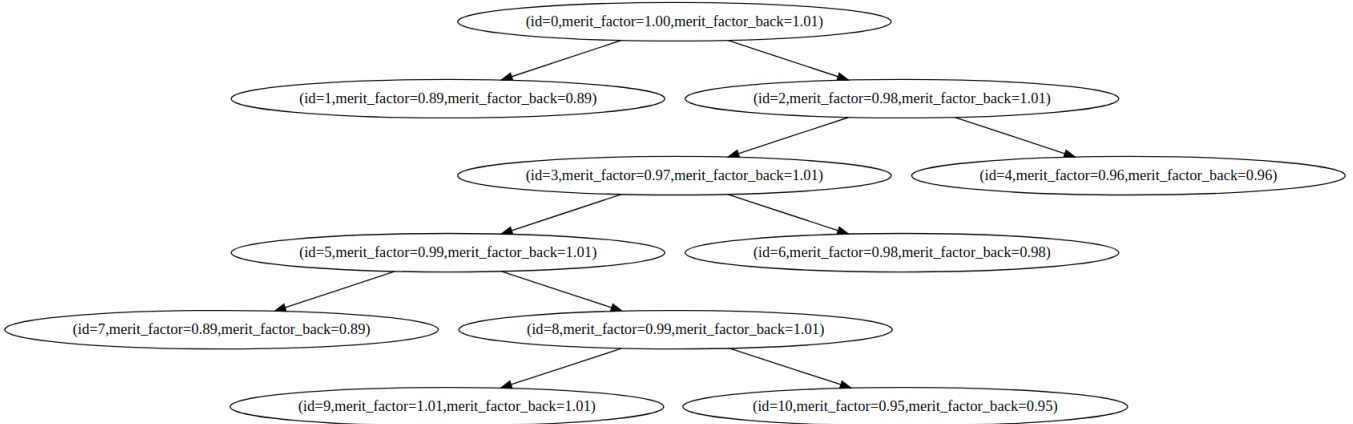 (id=0,merit_factor=1.00,merit_factor_back=1.01)
(id=1,merit_factor=0.89,merit_factor_back=0.89)
(id=2,merit_factor=0.98,merit_factor_back=1.01)
(id=3,merit_factor=0.97,merit_factor_back=1.01)
(id=4,merit_factor=0.96,merit_factor_back=0.96)
(id=5,merit_factor=0.99,merit_factor_back=1.01)
(id=6,merit_factor=0.98,merit_factor_back=0.98)
(id=7,merit_factor=0.89,merit_factor_back=0.89)
(id=8,merit_factor=0.99,merit_factor_back=1.01)
(id=9,merit_factor=1.01,merit_factor_back=1.01)
(id=10,merit_factor=0.95,merit_factor_back=0.95)